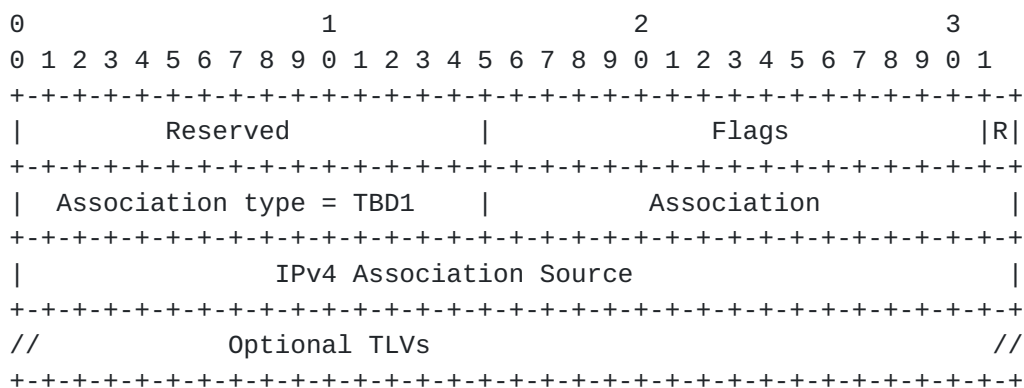 0                   1                   2                   3
0 1 2 3 4 5 6 7 8 9 0 1 2 3 4 5 6 7 8 9 0 1 2 3 4 5 6 7 8 9 0 1
+-+-+-+-+-+-+-+-+-+-+-+-+-+-+-+-+-+-+-+-+-+-+-+-+-+-+-+-+-+-+-+-+
|         Reserved            |              Flags            |R|
+-+-+-+-+-+-+-+-+-+-+-+-+-+-+-+-+-+-+-+-+-+-+-+-+-+-+-+-+-+-+-+-+
|  Association type = TBD1    |          Association            |
+-+-+-+-+-+-+-+-+-+-+-+-+-+-+-+-+-+-+-+-+-+-+-+-+-+-+-+-+-+-+-+-+
|                IPv4 Association Source                        |
+-+-+-+-+-+-+-+-+-+-+-+-+-+-+-+-+-+-+-+-+-+-+-+-+-+-+-+-+-+-+-+-+
//            Optional TLVs                                    //
+-+-+-+-+-+-+-+-+-+-+-+-+-+-+-+-+-+-+-+-+-+-+-+-+-+-+-+-+-+-+-+-+